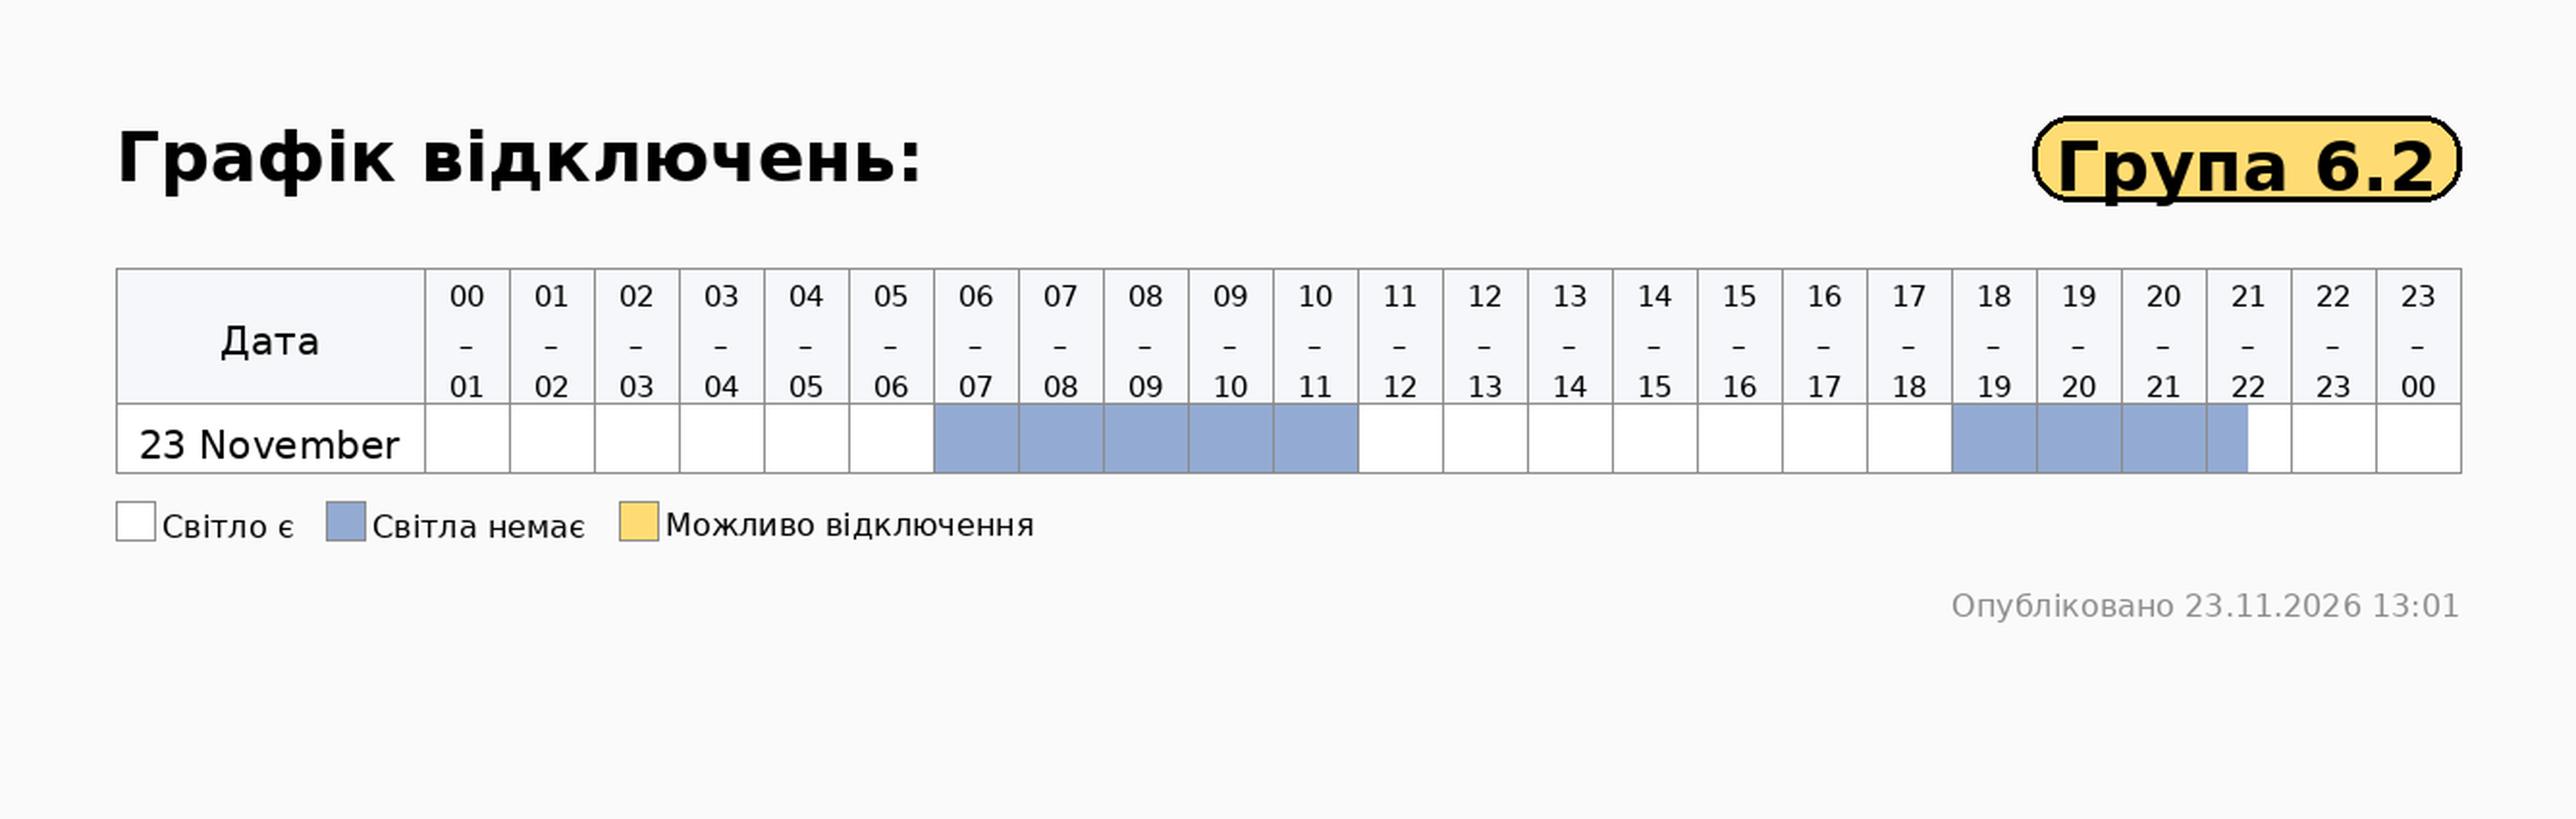 Графік відключень:
Група 6.2
Дата
00 – 01
01 – 02
02 – 03
03 – 04
04 – 05
05 – 06
06 – 07
07 – 08
08 – 09
09 – 10
10 – 11
11 – 12
12 – 13
13 – 14
14 – 15
15 – 16
16 – 17
17 – 18
18 – 19
19 – 20
20 – 21
21 – 22
22 – 23
23 – 00
23 November
Світло є
Світла немає
Можливо відключення
Опубліковано 23.11.2026 13:01